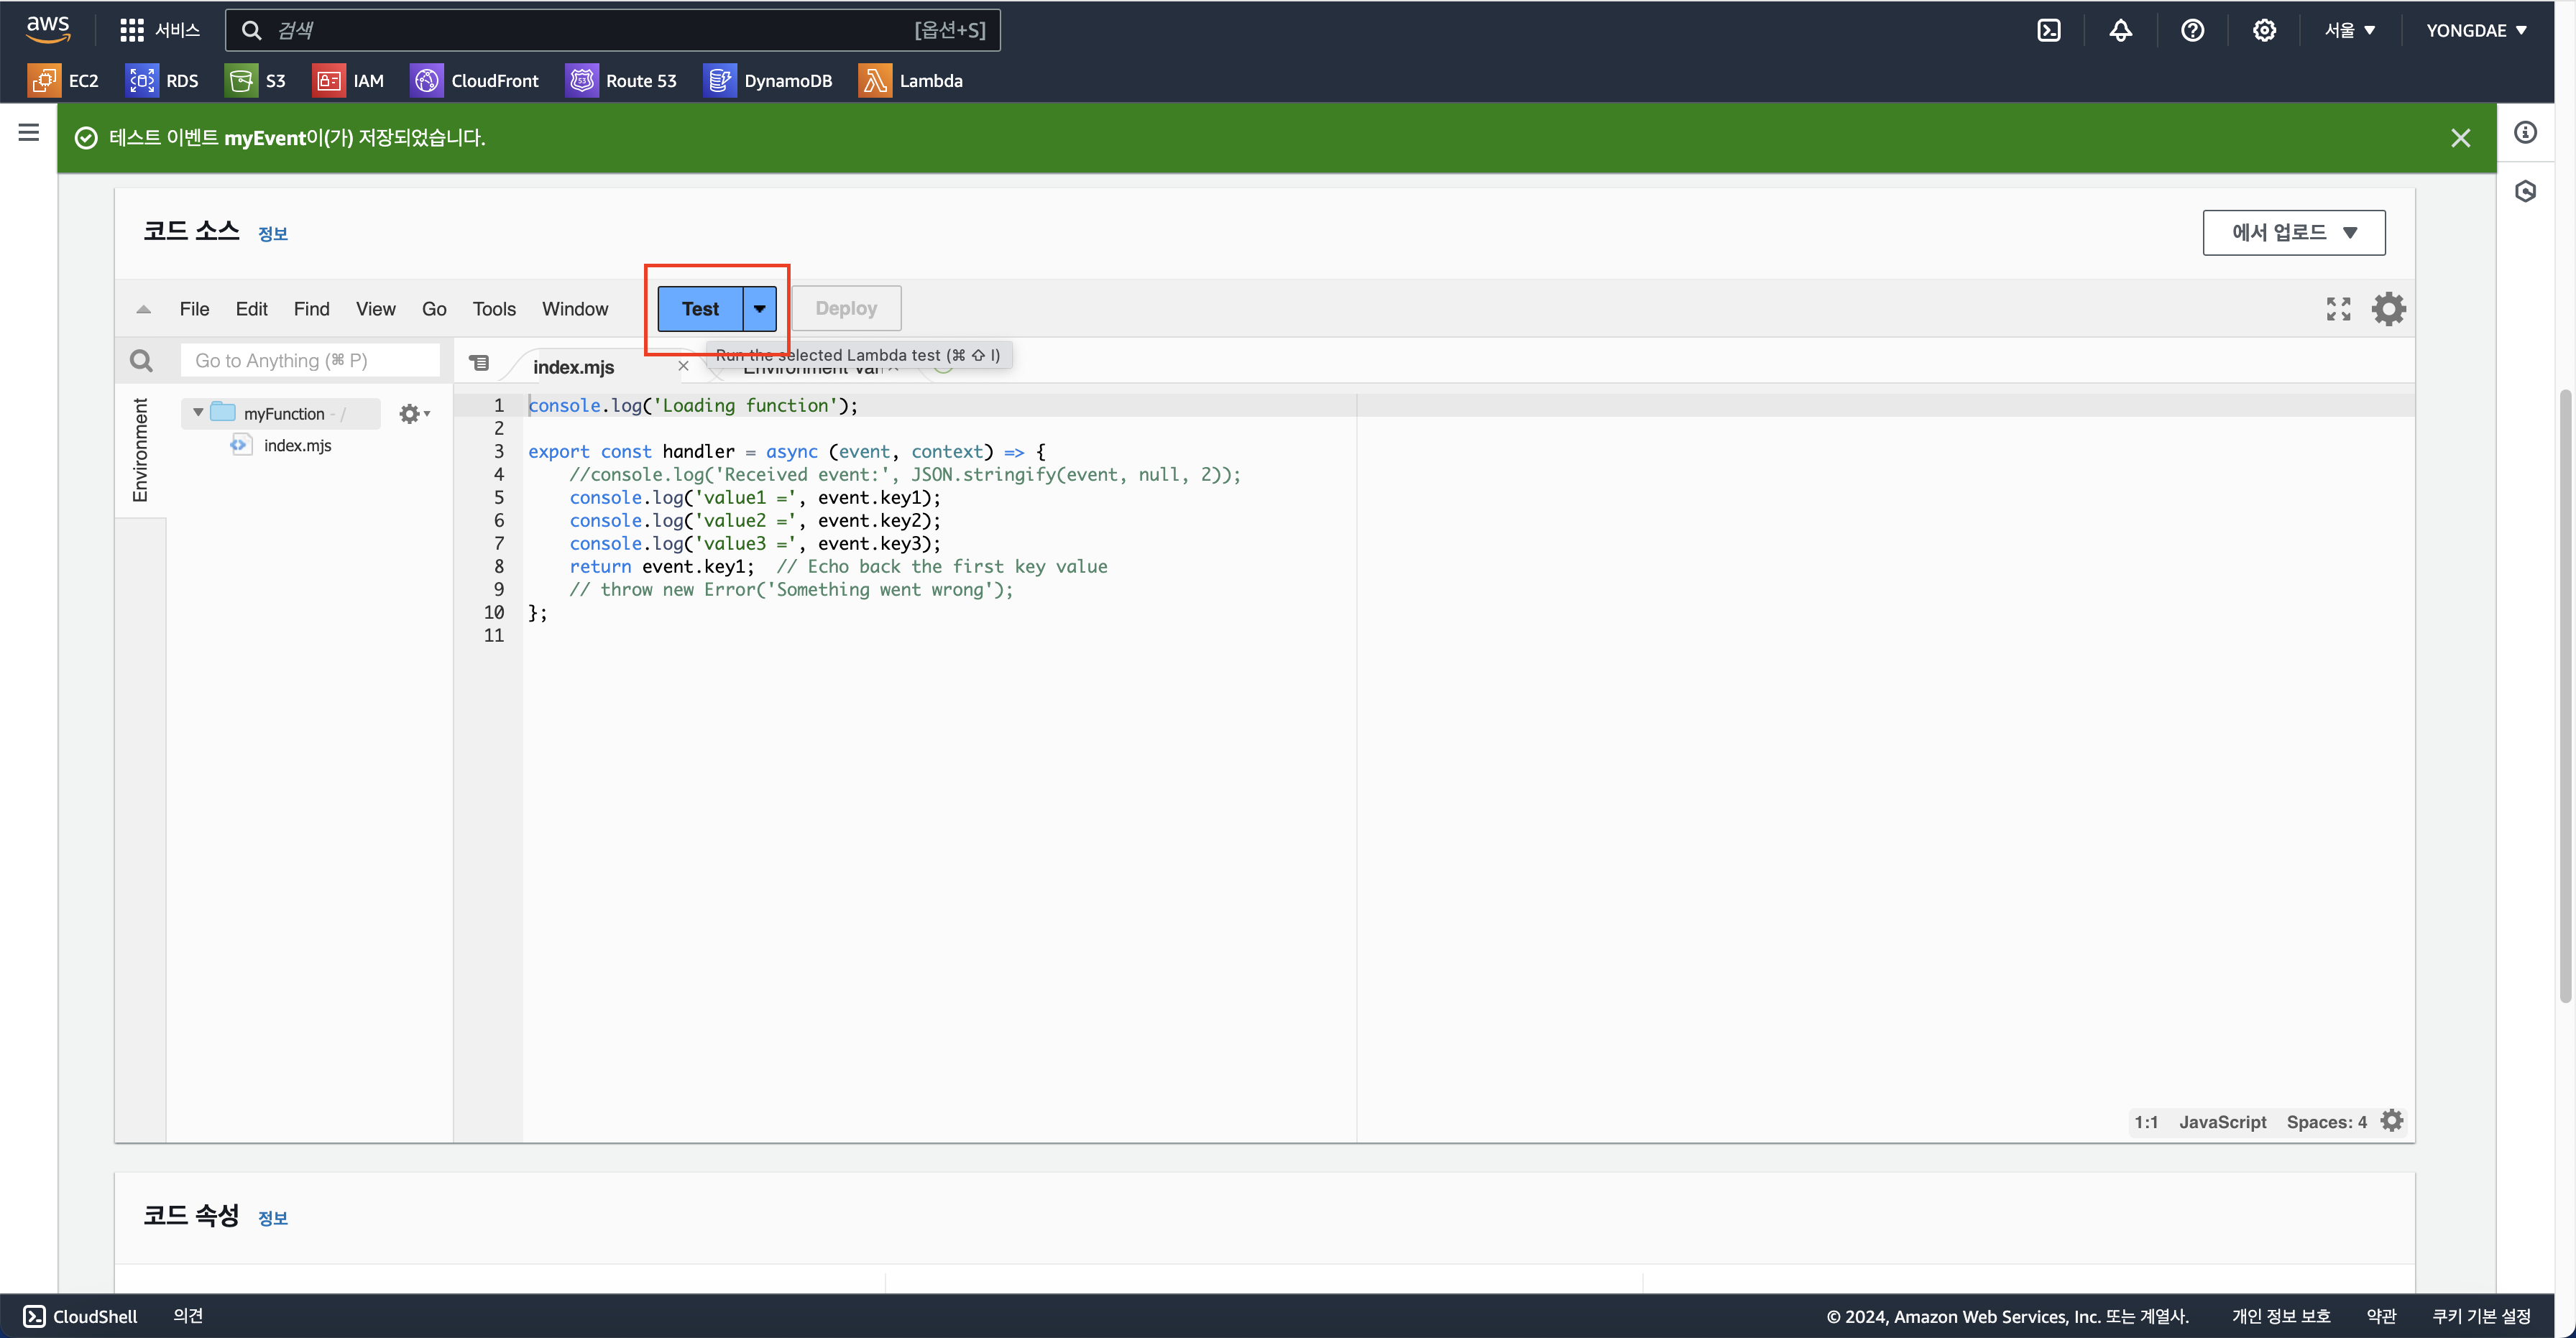 aws
서비스
검색
[옵션+S]
서울 ▼
YONGDAE ▼
EC2
RDS
S3
IAM
CloudFront
Route 53
DynamoDB
Lambda
테스트 이벤트 myEvent이(가) 저장되었습니다.
코드 소스 정보
에서 업로드 ▼
File Edit Find View Go Tools Window
Test
Deploy
Go to Anything (⌘ P)
index.mjs
Run the selected Lambda test (⌘ ⇧ I)
Environment Var
Environment
myFunction - /
index.mjs
1 console.log('Loading function');
2
3 export const handler = async (event, context) => {
4 //console.log('Received event:', JSON.stringify(event, null, 2));
5 console.log('value1 =', event.key1);
6 console.log('value2 =', event.key2);
7 console.log('value3 =', event.key3);
8 return event.key1;  // Echo back the first key value
9 // throw new Error('Something went wrong');
10 };
11
1:1 JavaScript Spaces: 4
코드 속성 정보
CloudShell 의견
© 2024, Amazon Web Services, Inc. 또는 계열사. 개인 정보 보호 약관 쿠키 기본 설정